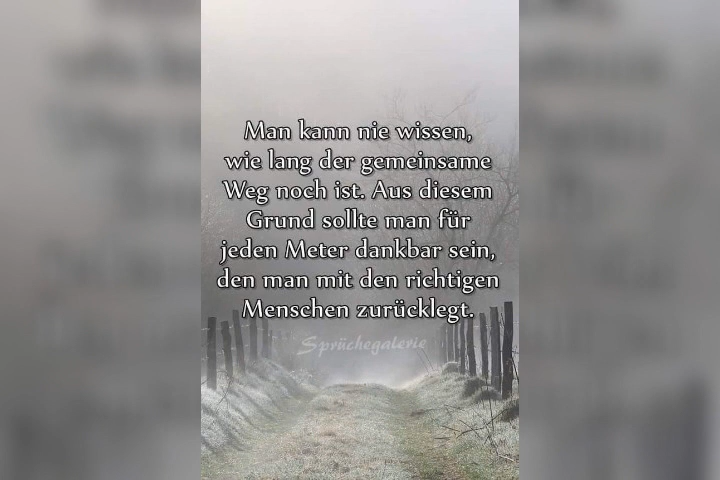 Man kann nie wissen,
wie lang der gemeinsame
Weg noch ist. Aus diesem
Grund sollte man für
jeden Meter dankbar sein,
den man mit den richtigen
Menschen zurücklegt.
Sprüchegalerie